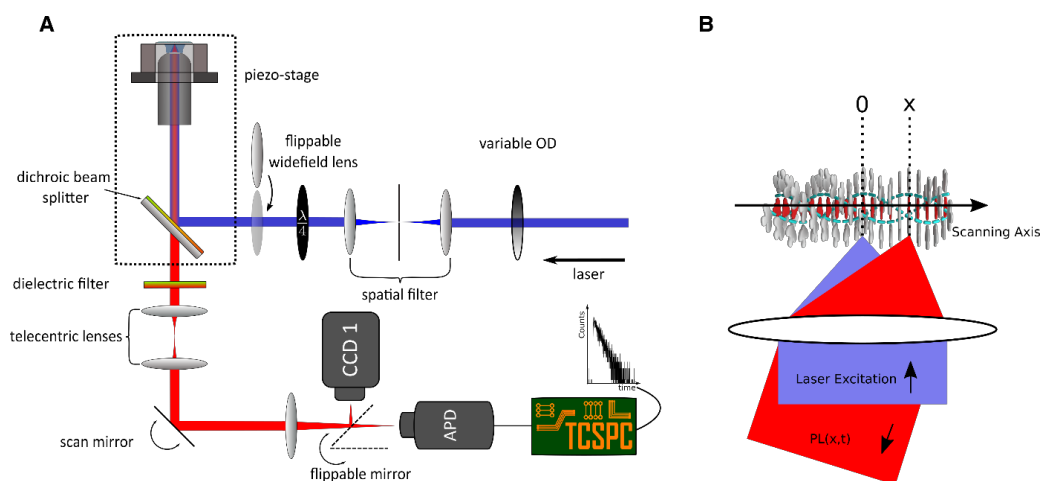 A
piezo-stage
flippable
widefield lens
variable OD
dichroic beam
splitter
λ/4
laser
spatial filter
dielectric filter
telecentric lenses
CCD 1
Counts
time
scan mirror
APD
TCSPC
flippable mirror
B
0
x
Scanning Axis
Laser Excitation
PL(x,t)